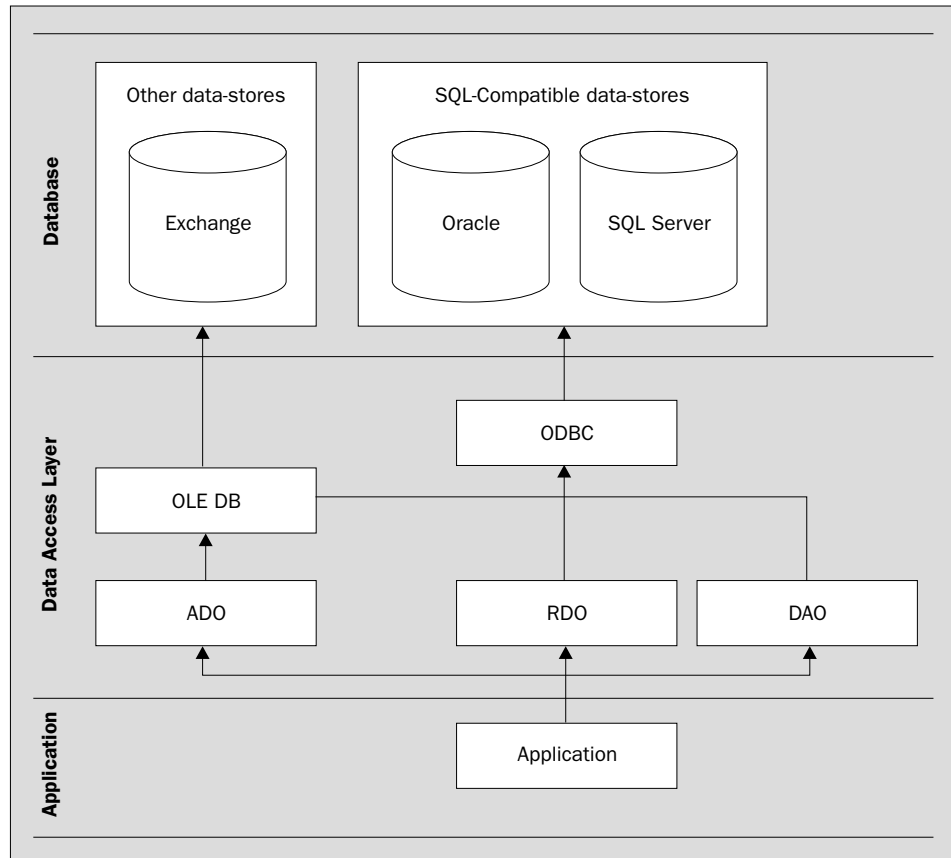 Database
Other data-stores
Exchange
SQL-Compatible data-stores
Oracle
SQL Server
Data Access Layer
ODBC
OLE DB
ADO
RDO
DAO
Application
Application